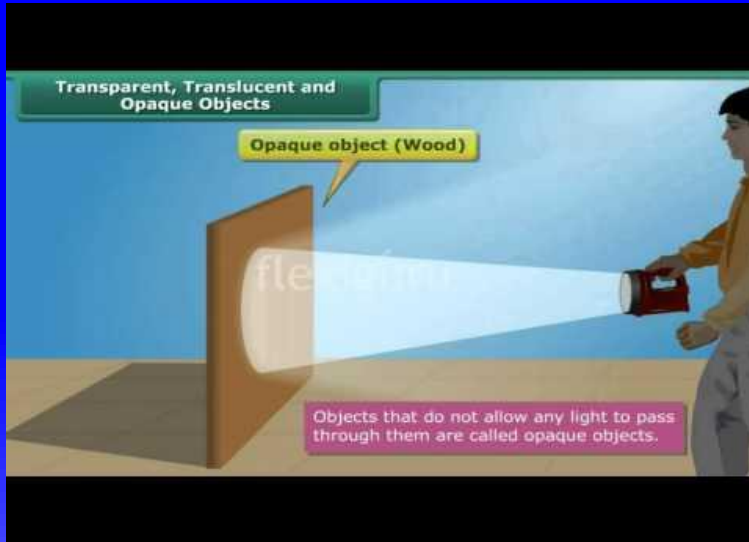 Transparent, Translucent and
Opaque Objects
Opaque object (Wood)
Objects that do not allow any light to pass
through them are called opaque objects.